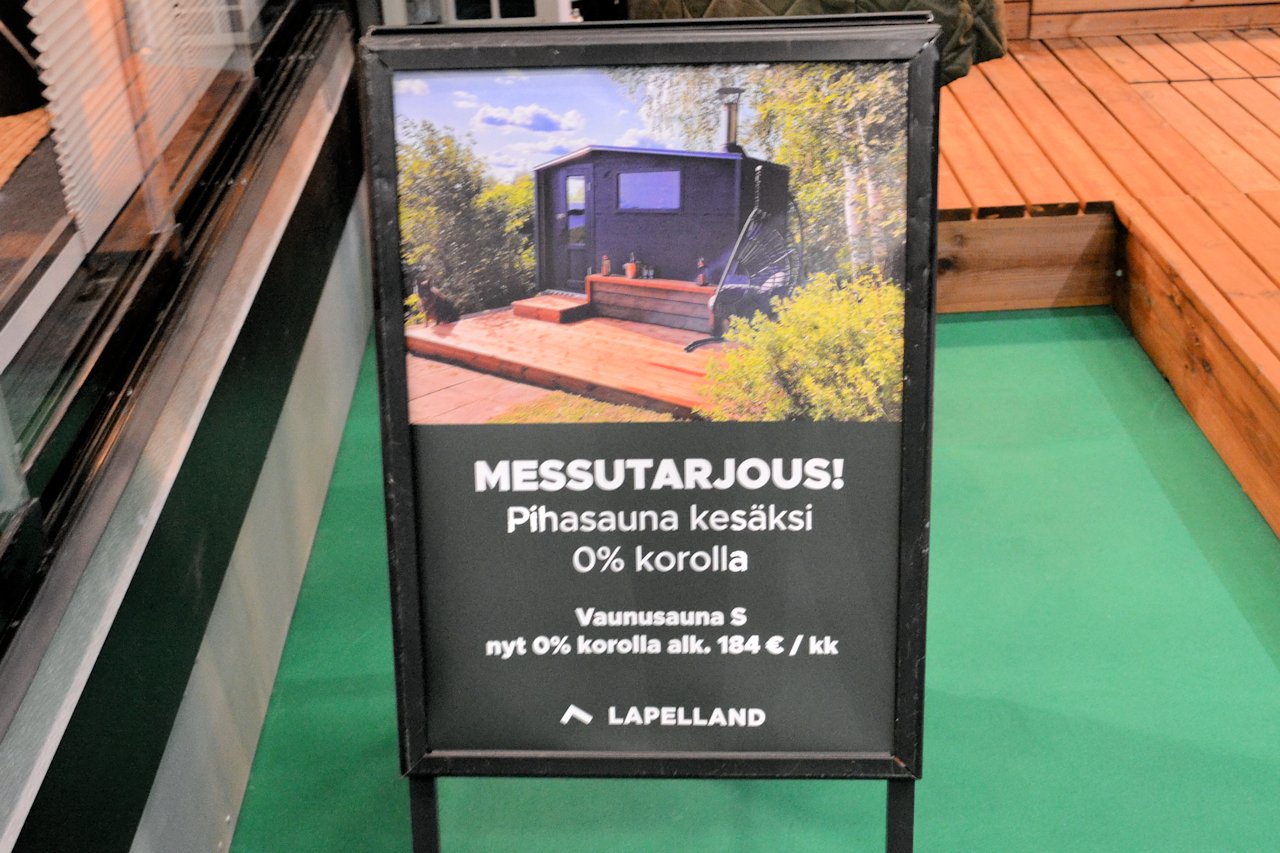 MESSUTARJOUS!
Pihasauna kesäksi
0% korolla
Vaunusauna S
nyt 0% korolla alk. 184 € / kk
LAPELLAND